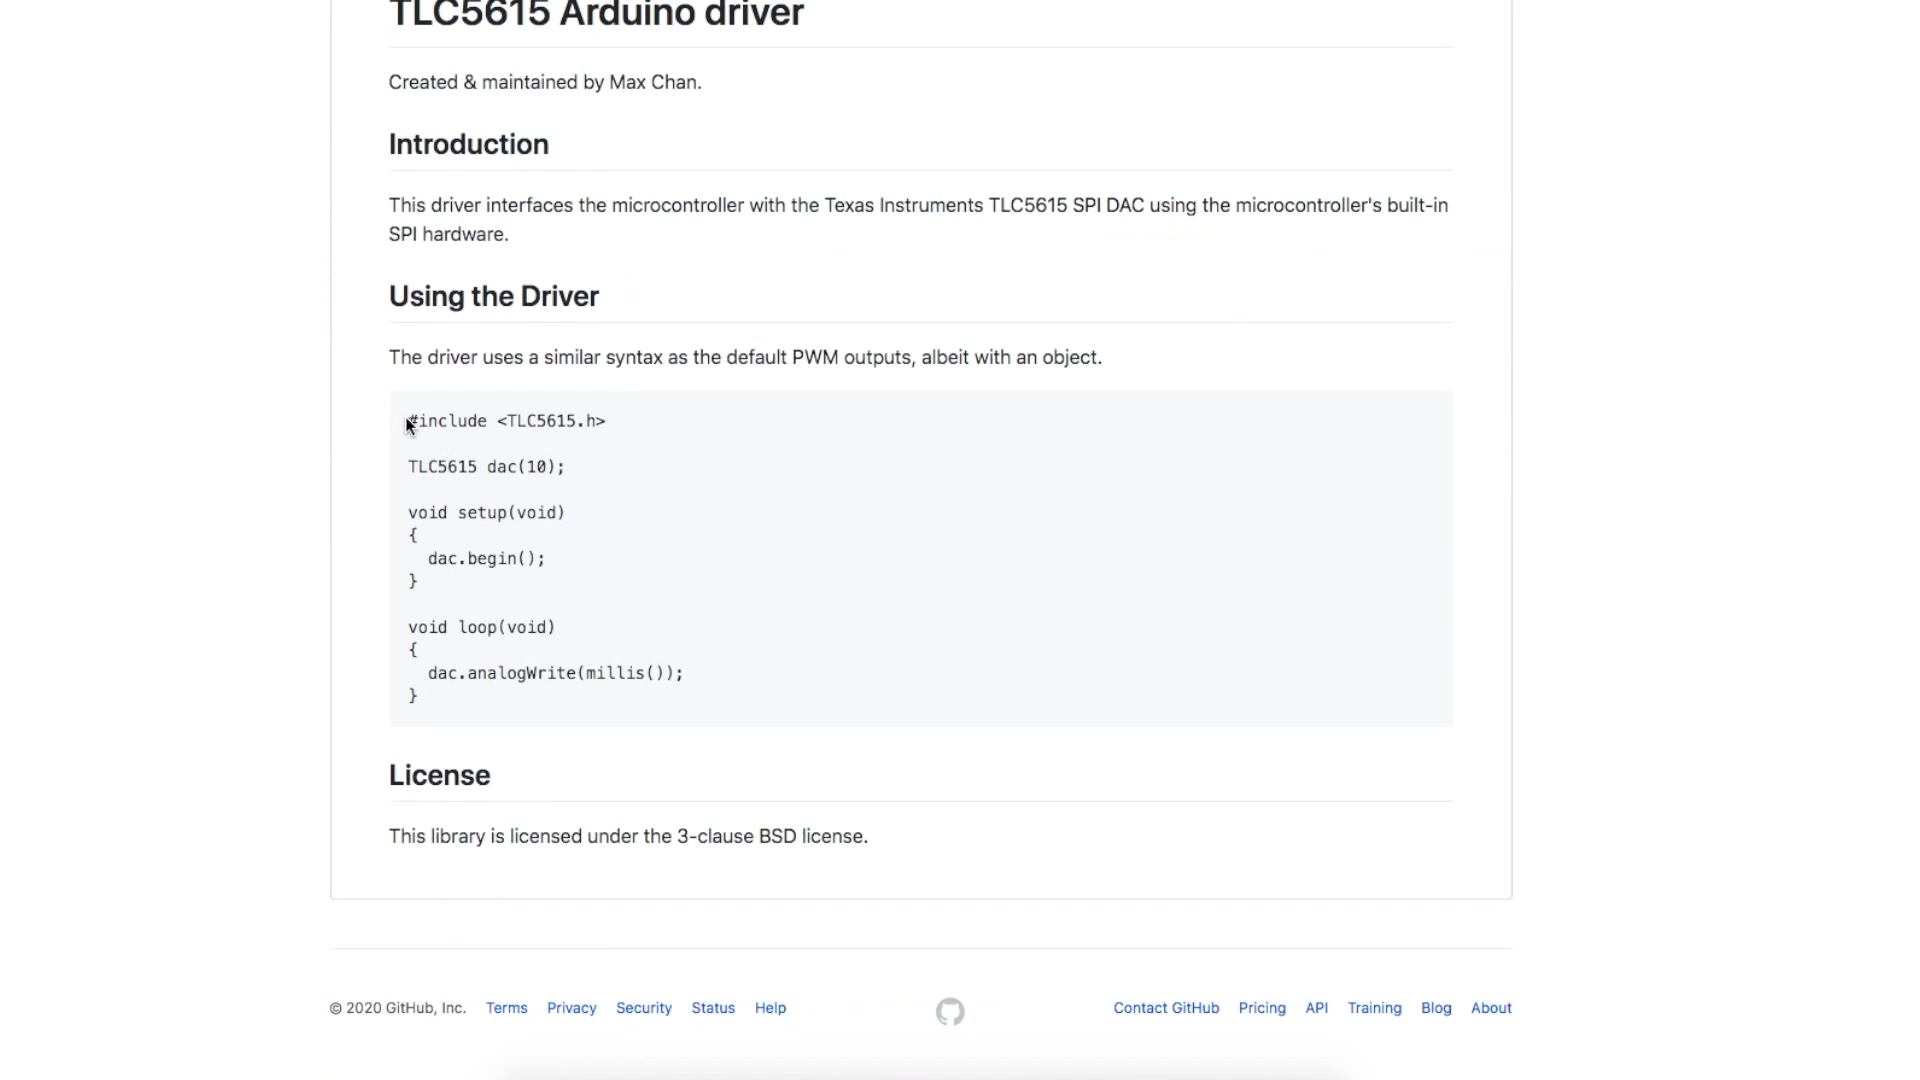 TLC5615 Arduino driver
Created & maintained by Max Chan.
Introduction
This driver interfaces the microcontroller with the Texas Instruments TLC5615 SPI DAC using the microcontroller's built-in
SPI hardware.
Using the Driver
The driver uses a similar syntax as the default PWM outputs, albeit with an object.
#include <TLC5615.h>
TLC5615 dac(10);
void setup(void)
{
  dac.begin();
}
void loop(void)
{
  dac.analogWrite(millis());
}
License
This library is licensed under the 3-clause BSD license.
© 2020 GitHub, Inc. Terms Privacy Security Status Help Contact GitHub Pricing API Training Blog About